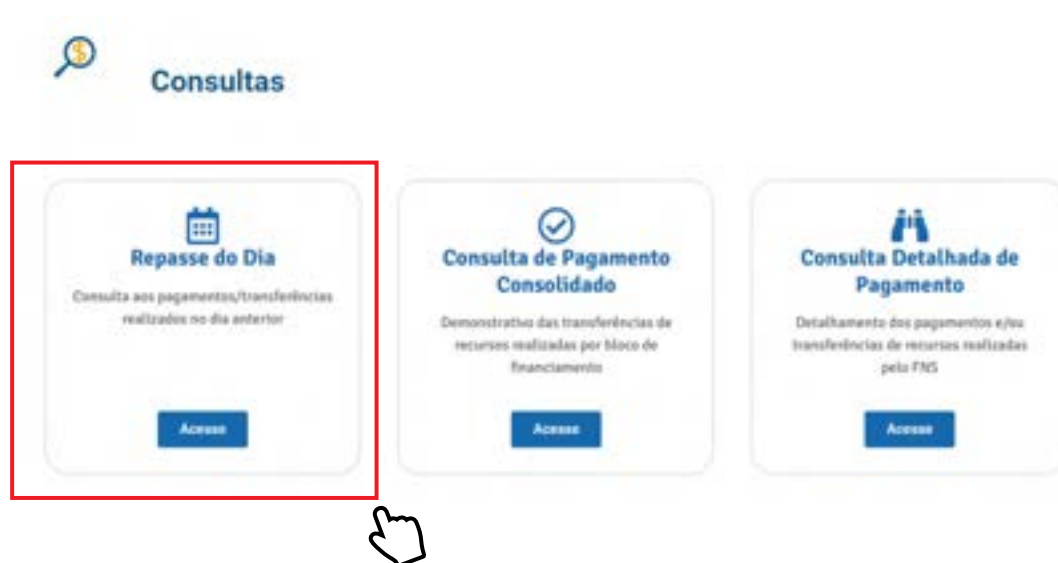 Consultas
Repasse do Dia
Consulta aos pagamentos/transferências
realizados no dia anterior
Acesse
Consulta de Pagamento
Consolidado
Demonstrativo das transferências de
recursos realizadas por bloco de
financiamento
Acesse
Consulta Detalhada de
Pagamento
Detalhamento dos pagamentos e/ou
transferências de recursos realizadas
pelo FNS
Acesse